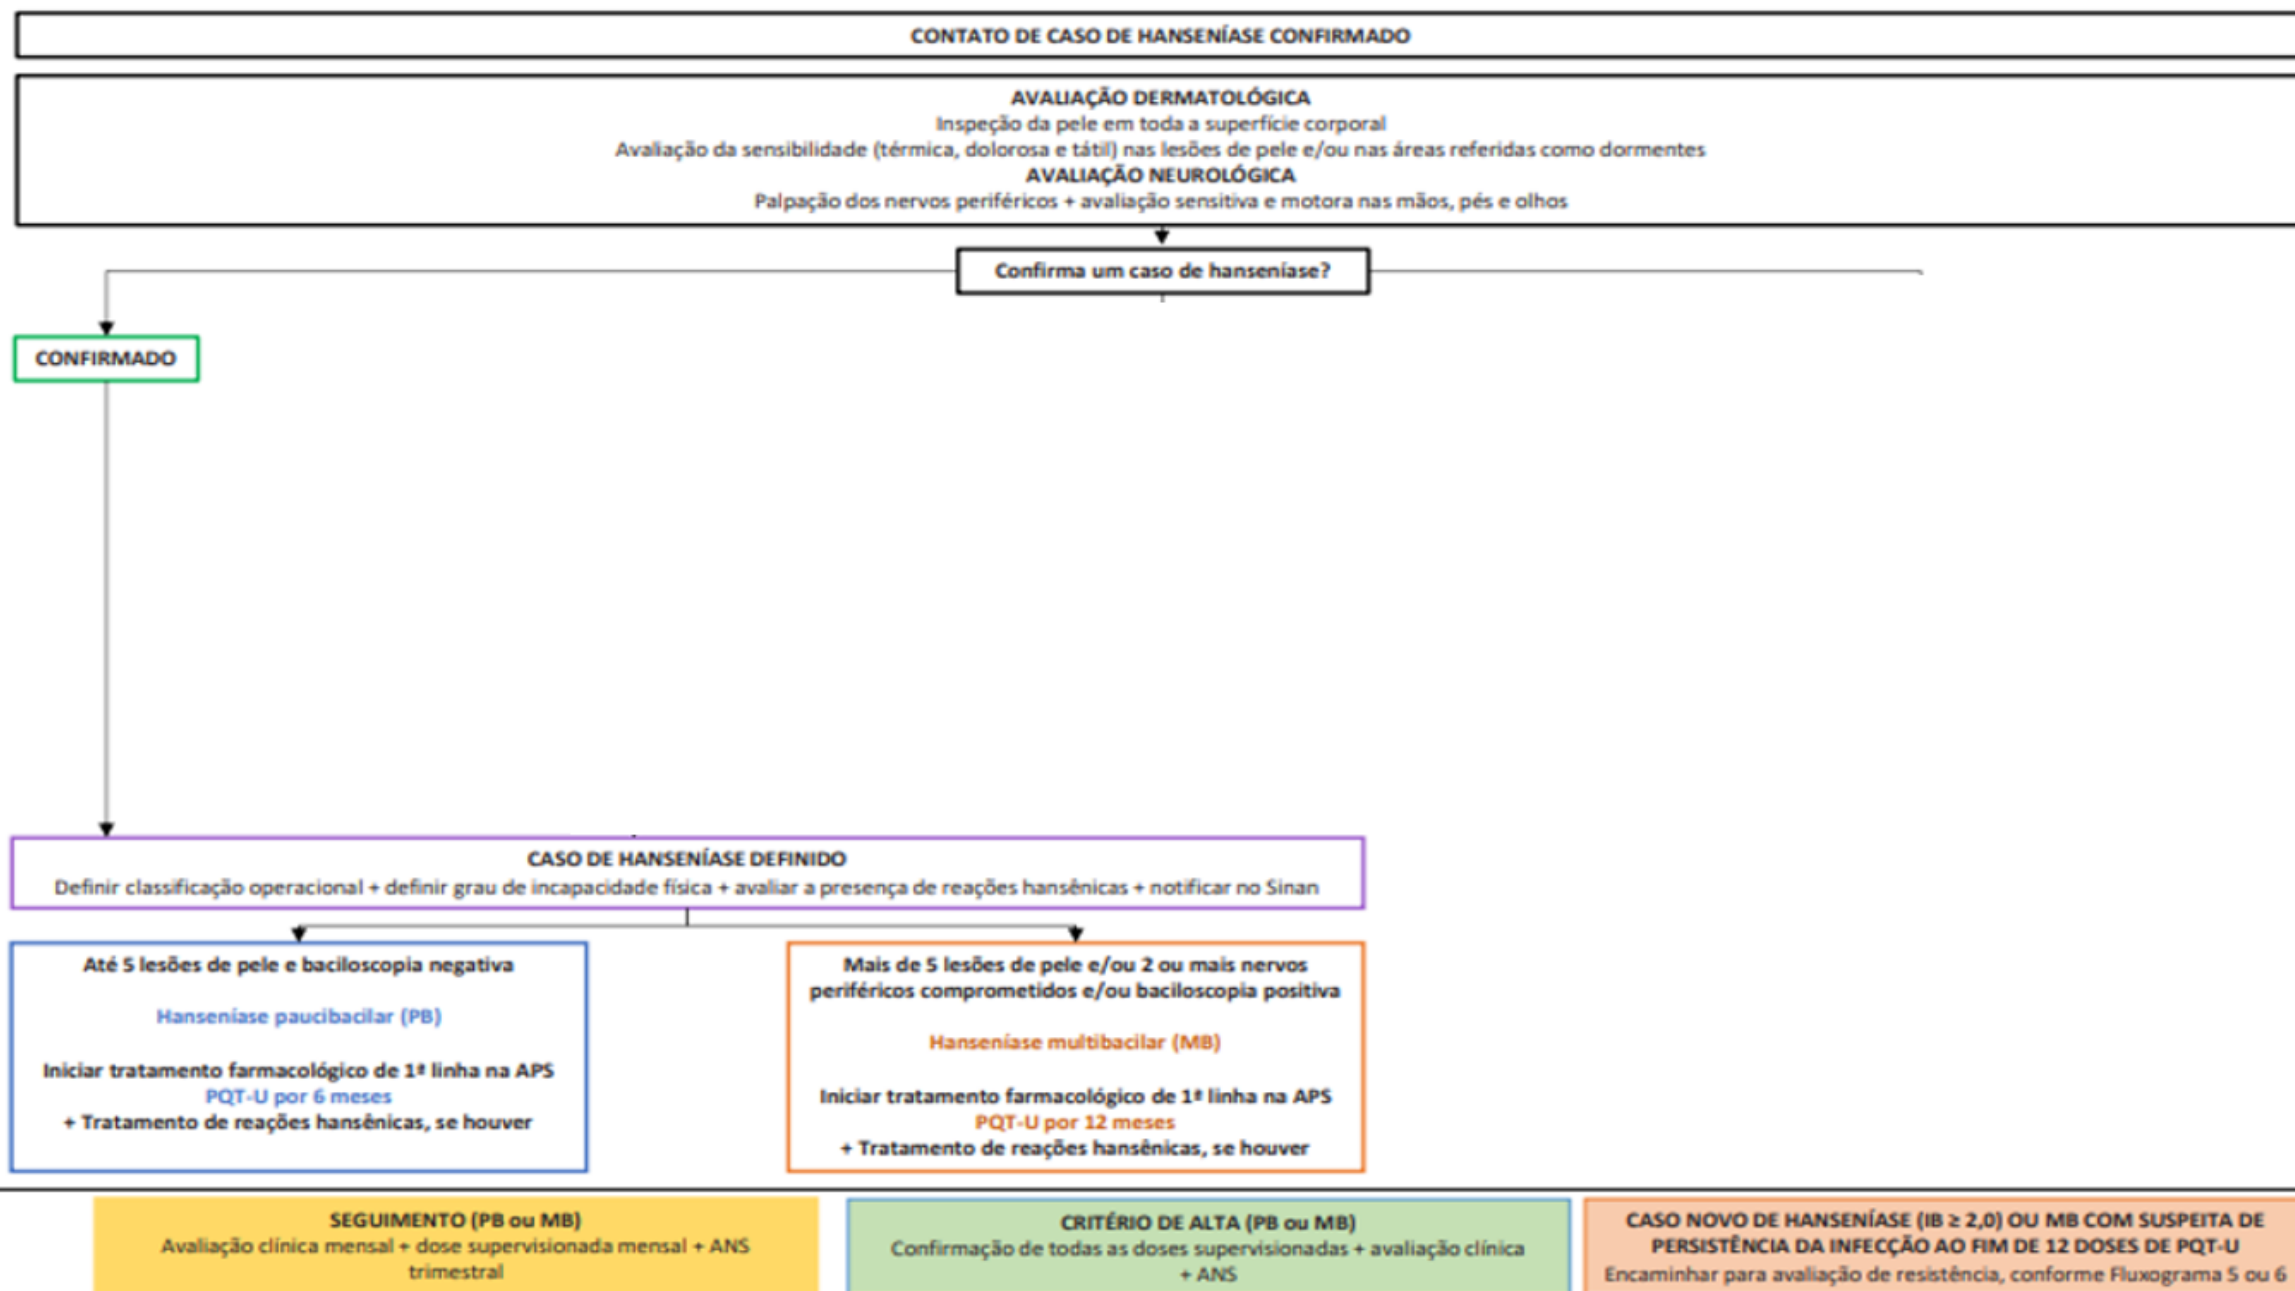 CONTATO DE CASO DE HANSENÍASE CONFIRMADO
AVALIAÇÃO DERMATOLÓGICA
Inspeção da pele em toda a superfície corporal
Avaliação da sensibilidade (térmica, dolorosa e tátil) nas lesões de pele e/ou nas áreas referidas como dormentes
AVALIAÇÃO NEUROLÓGICA
Palpação dos nervos periféricos + avaliação sensitiva e motora nas mãos, pés e olhos
Confirma um caso de hanseníase?
CONFIRMADO
CASO DE HANSENÍASE DEFINIDO
Definir classificação operacional + definir grau de incapacidade física + avaliar a presença de reações hansênicas + notificar no Sinan
Até 5 lesões de pele e baciloscopia negativa
Hanseníase paucibacilar (PB)
Iniciar tratamento farmacológico de 1ª linha na APS
PQT-U por 6 meses
+ Tratamento de reações hansênicas, se houver
Mais de 5 lesões de pele e/ou 2 ou mais nervos
periféricos comprometidos e/ou baciloscopia positiva
Hanseníase multibacilar (MB)
Iniciar tratamento farmacológico de 1ª linha na APS
PQT-U por 12 meses
+ Tratamento de reações hansênicas, se houver
SEGUIMENTO (PB ou MB)
Avaliação clínica mensal + dose supervisionada mensal + ANS
trimestral
CRITÉRIO DE ALTA (PB ou MB)
Confirmação de todas as doses supervisionadas + avaliação clínica
+ ANS
CASO NOVO DE HANSENÍASE (IB ≥ 2,0) OU MB COM SUSPEITA DE
PERSISTÊNCIA DA INFECÇÃO AO FIM DE 12 DOSES DE PQT-U
Encaminhar para avaliação de resistência, conforme Fluxograma 5 ou 6